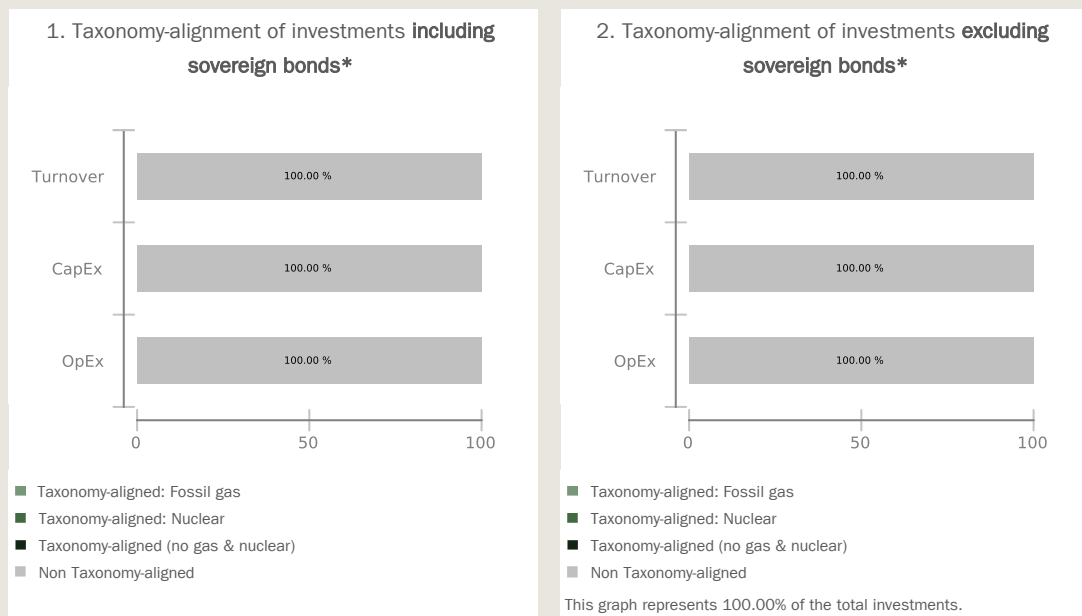 1. Taxonomy-alignment of investments including
sovereign bonds*
Turnover
100.00 %
CapEx
100.00 %
OpEx
100.00 %
0 50 100
Taxonomy-aligned: Fossil gas
Taxonomy-aligned: Nuclear
Taxonomy-aligned (no gas & nuclear)
Non Taxonomy-aligned
2. Taxonomy-alignment of investments excluding
sovereign bonds*
Turnover
100.00 %
CapEx
100.00 %
OpEx
100.00 %
0 50 100
Taxonomy-aligned: Fossil gas
Taxonomy-aligned: Nuclear
Taxonomy-aligned (no gas & nuclear)
Non Taxonomy-aligned
This graph represents 100.00% of the total investments.